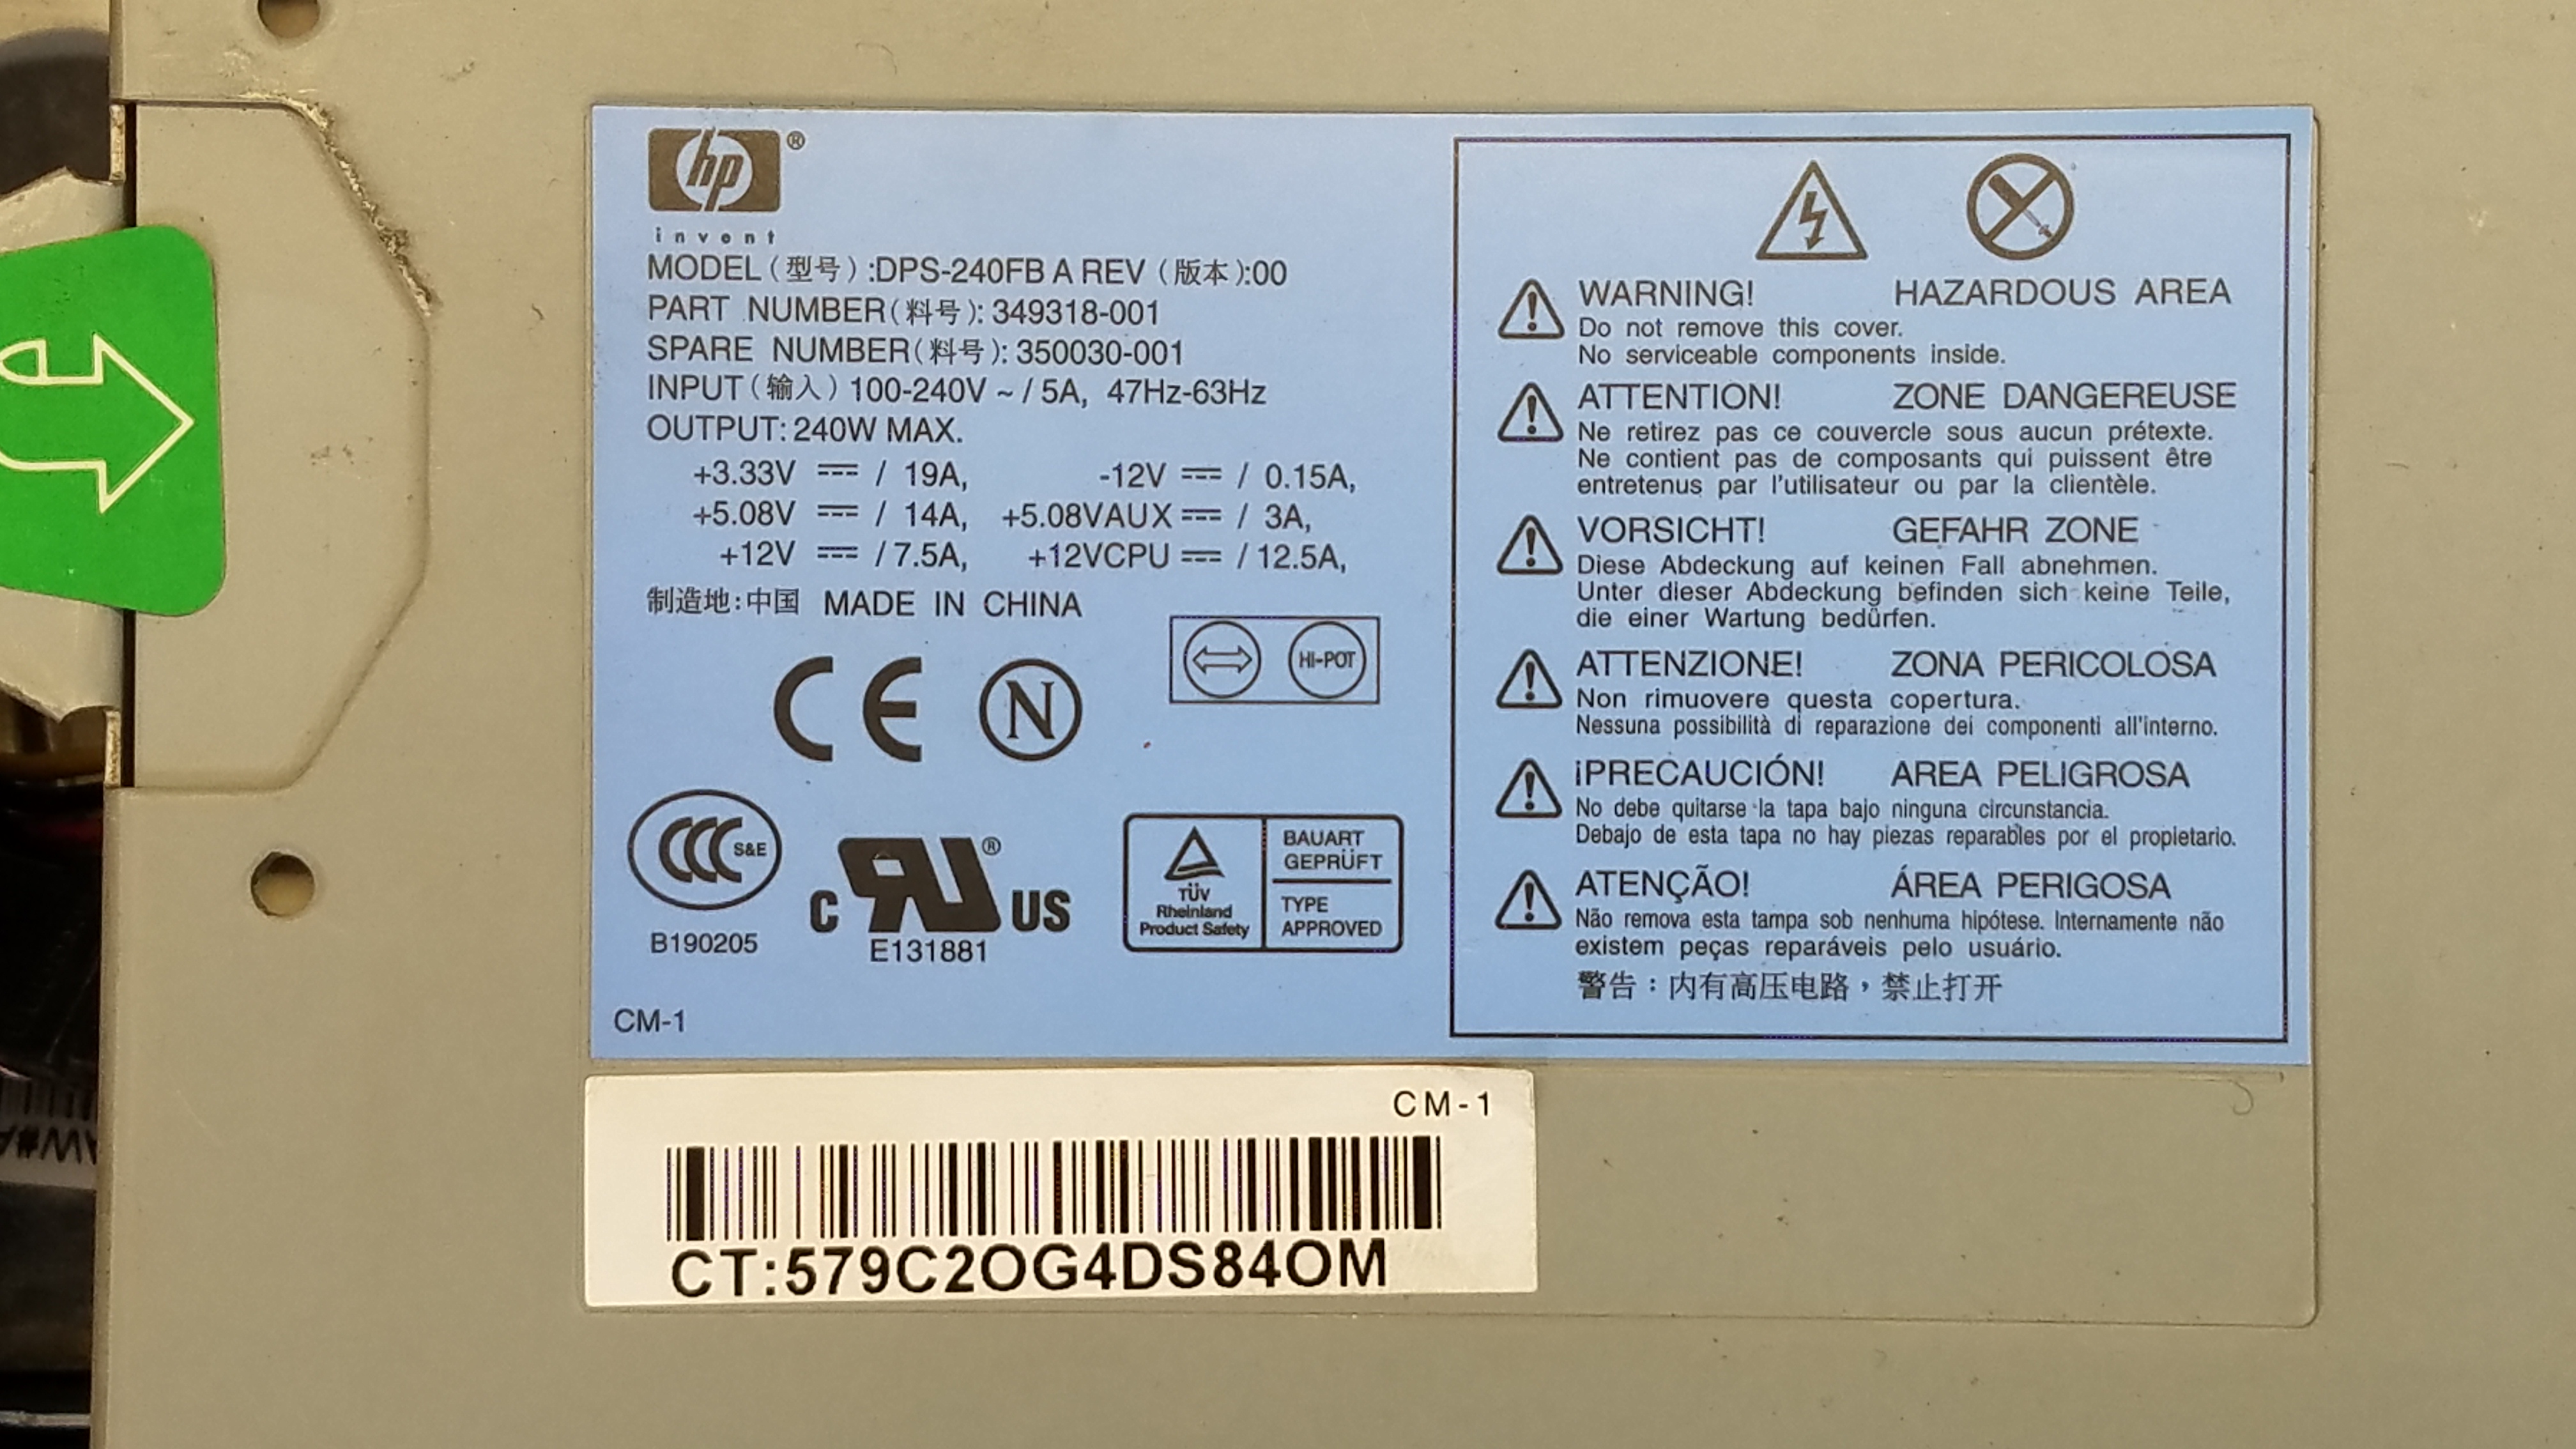 hp ®
invent
MODEL (型号) :DPS-240FB A REV (版本):00
PART NUMBER(料号): 349318-001
SPARE NUMBER(料号): 350030-001
INPUT (输入) 100-240V ~ / 5A, 47Hz-63Hz
OUTPUT: 240W MAX.
+3.33V ⎓ / 19A, -12V ⎓ / 0.15A,
+5.08V ⎓ / 14A, +5.08VAUX ⎓ / 3A,
+12V ⎓ / 7.5A, +12VCPU ⎓ / 12.5A,
制造地:中国 MADE IN CHINA
HI-POT
CE N
CCC S&E
B190205
C RU ® US
E131881
TÜV
Rheinland
Product Safety
BAUART
GEPRÜFT
TYPE
APPROVED
CM-1
WARNING! HAZARDOUS AREA
Do not remove this cover.
No serviceable components inside.
ATTENTION! ZONE DANGEREUSE
Ne retirez pas ce couvercle sous aucun prétexte.
Ne contient pas de composants qui puissent être
entretenus par l'utilisateur ou par la clientèle.
VORSICHT! GEFAHR ZONE
Diese Abdeckung auf keinen Fall abnehmen.
Unter dieser Abdeckung befinden sich keine Teile,
die einer Wartung bedürfen.
ATTENZIONE! ZONA PERICOLOSA
Non rimuovere questa copertura.
Nessuna possibilità di reparazione dei componenti all'interno.
¡PRECAUCIÓN! AREA PELIGROSA
No debe quitarse la tapa bajo ninguna circunstancia.
Debajo de esta tapa no hay piezas reparables por el propietario.
ATENÇÃO! ÁREA PERIGOSA
Não remova esta tampa sob nenhuma hipótese. Internamente não
existem peças reparáveis pelo usuário.
警告：内有高压电路，禁止打开
CM-1
CT:579C2OG4DS84OM